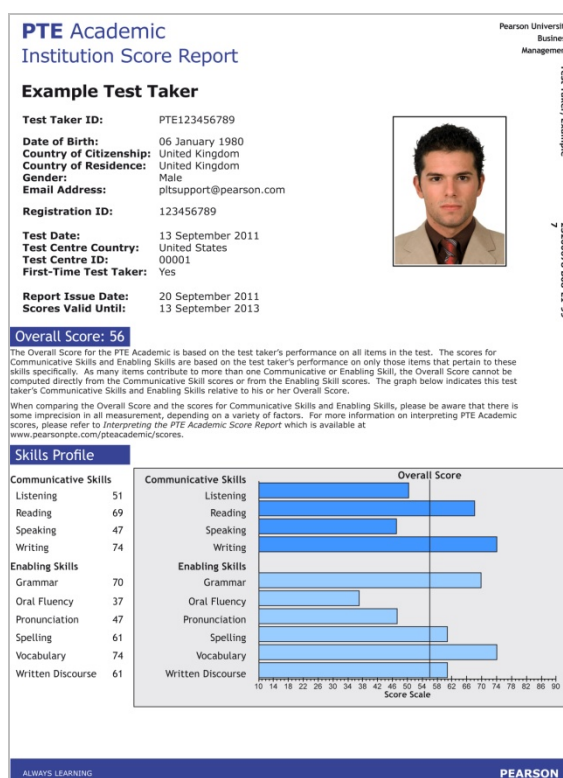 PTE Academic
Institution Score Report
Pearson Universit
Busine
Manageme
Example Test Taker
Test Taker ID: PTE123456789
Date of Birth: 06 January 1980
Country of Citizenship: United Kingdom
Country of Residence: United Kingdom
Gender: Male
Email Address: pltsupport@pearson.com
Registration ID: 123456789
Test Date: 13 September 2011
Test Centre Country: United States
Test Centre ID: 00001
First-Time Test Taker: Yes
Report Issue Date: 20 September 2011
Scores Valid Until: 13 September 2013
Overall Score: 56
The Overall Score for the PTE Academic is based on the test taker's performance on all items in the test. The scores for
Communicative Skills and Enabling Skills are based on the test taker's performance on only those items that pertain to these
skills specifically. As many items contribute to more than one Communicative or Enabling Skill, the Overall Score cannot be
computed directly from the Communicative Skill scores or from the Enabling Skill scores. The graph below indicates this test
taker's Communicative Skills and Enabling Skills relative to his or her Overall Score.
When comparing the Overall Score and the scores for Communicative Skills and Enabling Skills, please be aware that there is
some imprecision in all measurement, depending on a variety of factors. For more information on interpreting PTE Academic
scores, please refer to Interpreting the PTE Academic Score Report which is available at
www.pearsonpte.com/pteacademic/scores.
Skills Profile
Communicative Skills
Listening 51
Reading 69
Speaking 47
Writing 74
Enabling Skills
Grammar 70
Oral Fluency 37
Pronunciation 47
Spelling 61
Vocabulary 74
Written Discourse 61
Overall Score
Communicative Skills
Listening
Reading
Speaking
Writing
Enabling Skills
Grammar
Oral Fluency
Pronunciation
Spelling
Vocabulary
Written Discourse
10 14 18 22 26 30 34 38 42 46 50 54 58 62 66 70 74 78 82 86 90
Score Scale
ALWAYS LEARNING
PEARSON